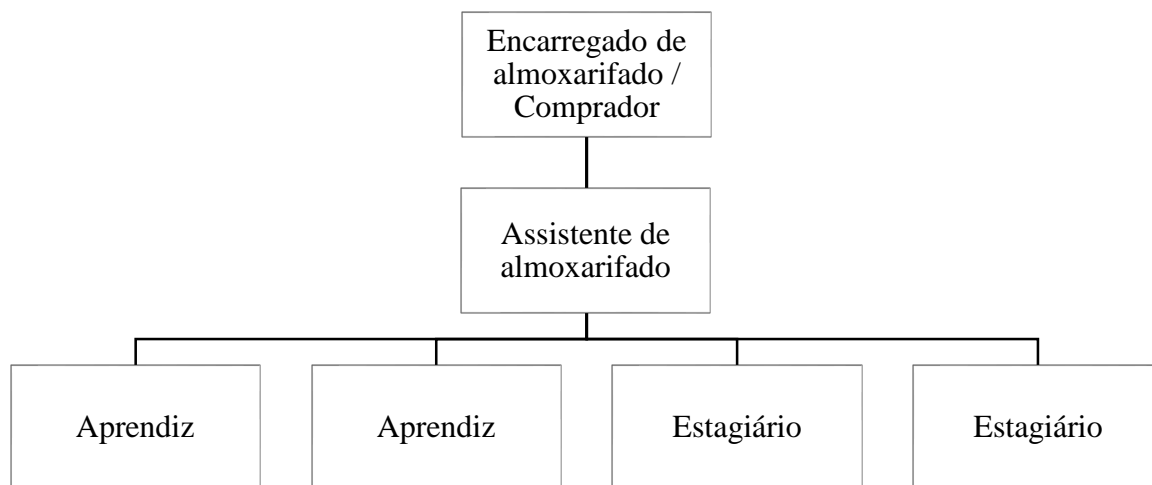 Encarregado de
almoxarifado /
Comprador
Assistente de
almoxarifado
Aprendiz
Aprendiz
Estagiário
Estagiário